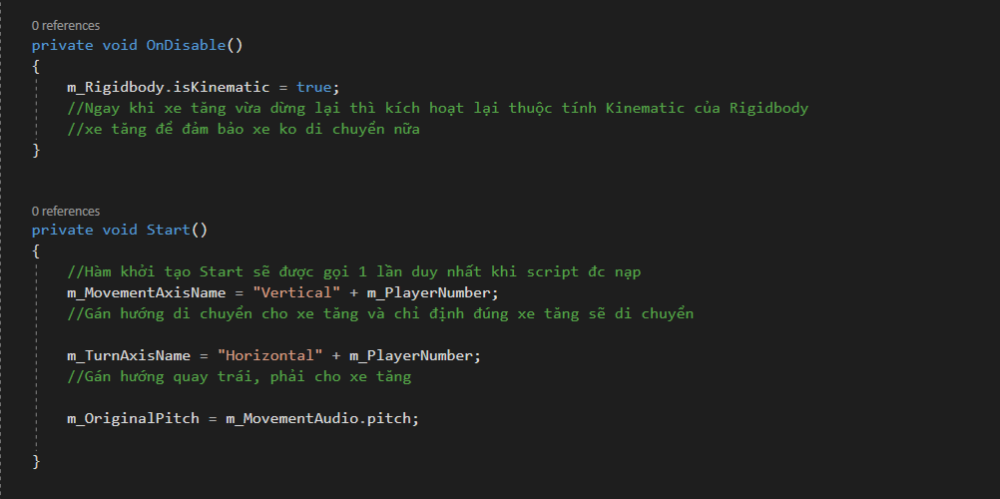 0 references
private void OnDisable()
{
m_Rigidbody.isKinematic = true;
//Ngay khi xe tăng vừa dừng lại thì kích hoạt lại thuộc tính Kinematic của Rigidbody
//xe tăng để đảm bảo xe ko di chuyển nữa
}
0 references
private void Start()
{
//Hàm khởi tạo Start sẽ được gọi 1 lần duy nhất khi script đc nạp
m_MovementAxisName = "Vertical" + m_PlayerNumber;
//Gán hướng di chuyển cho xe tăng và chỉ định đúng xe tăng sẽ di chuyển
m_TurnAxisName = "Horizontal" + m_PlayerNumber;
//Gán hướng quay trái, phải cho xe tăng
m_OriginalPitch = m_MovementAudio.pitch;
}